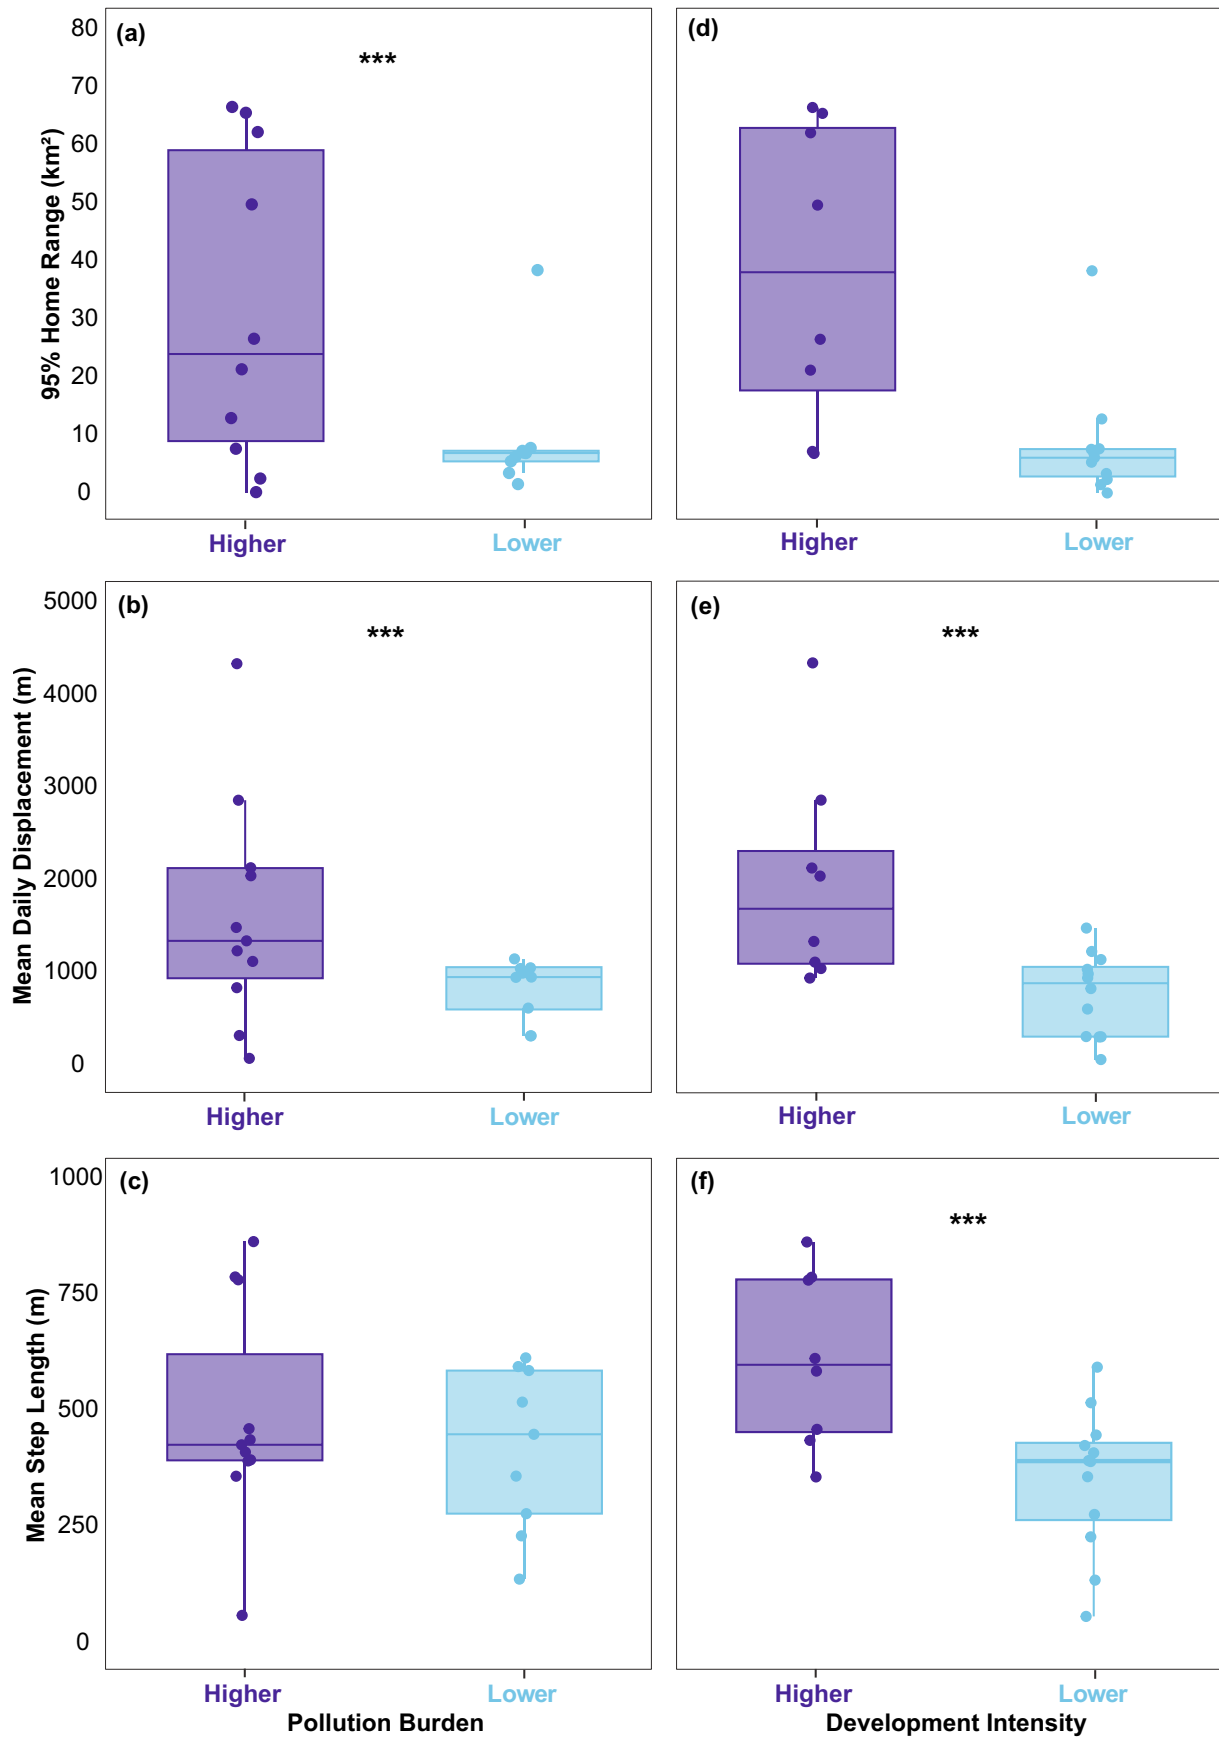 (a)
***
80
70
60
50
40
30
20
10
0
95% Home Range (km²)
Higher
Lower
(d)
Higher
Lower
(b)
***
5000
4000
3000
2000
1000
0
Mean Daily Displacement (m)
Higher
Lower
(e)
***
Higher
Lower
(c)
1000
750
500
250
0
Mean Step Length (m)
Higher
Lower
Pollution Burden
(f)
***
Higher
Lower
Development Intensity